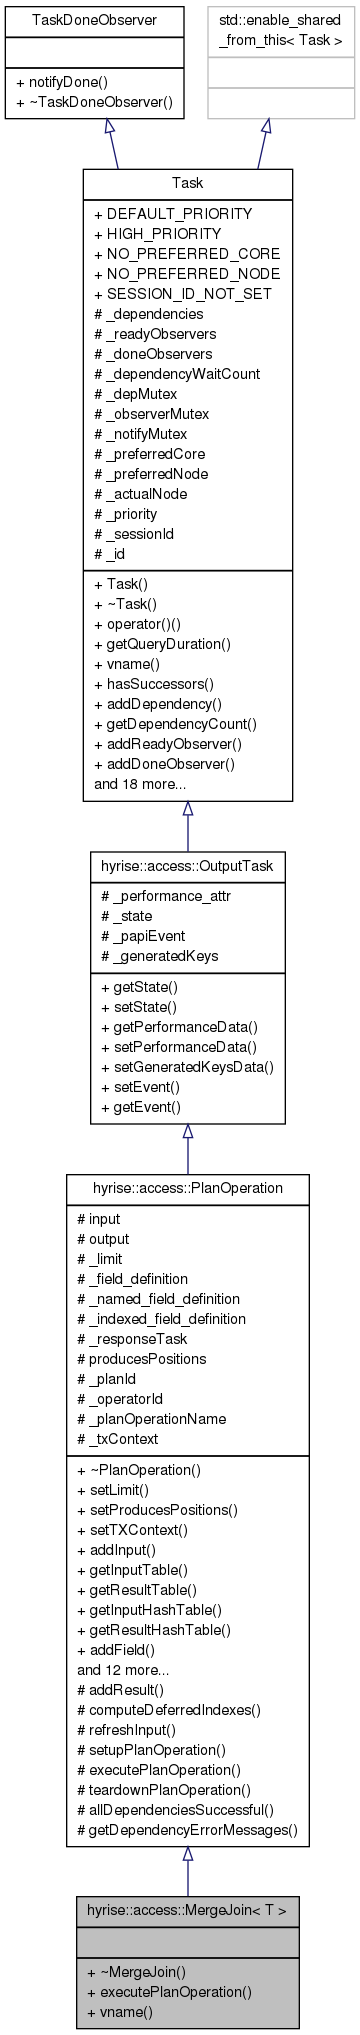 TaskDoneObserver
+ notifyDone()
+ ~TaskDoneObserver()
std::enable_shared
_from_this< Task >
Task
+ DEFAULT_PRIORITY
+ HIGH_PRIORITY
+ NO_PREFERRED_CORE
+ NO_PREFERRED_NODE
+ SESSION_ID_NOT_SET
# _dependencies
# _readyObservers
# _doneObservers
# _dependencyWaitCount
# _depMutex
# _observerMutex
# _notifyMutex
# _preferredCore
# _preferredNode
# _actualNode
# _priority
# _sessionId
# _id
+ Task()
+ ~Task()
+ operator()()
+ getQueryDuration()
+ vname()
+ hasSuccessors()
+ addDependency()
+ getDependencyCount()
+ addReadyObserver()
+ addDoneObserver()
and 18 more...
hyrise::access::OutputTask
# _performance_attr
# _state
# _papiEvent
# _generatedKeys
+ getState()
+ setState()
+ getPerformanceData()
+ setPerformanceData()
+ setGeneratedKeysData()
+ setEvent()
+ getEvent()
hyrise::access::PlanOperation
# input
# output
# _limit
# _field_definition
# _named_field_definition
# _indexed_field_definition
# _responseTask
# producesPositions
# _planId
# _operatorId
# _planOperationName
# _txContext
+ ~PlanOperation()
+ setLimit()
+ setProducesPositions()
+ setTXContext()
+ addInput()
+ getInputTable()
+ getResultTable()
+ getInputHashTable()
+ getResultHashTable()
+ addField()
and 12 more...
# addResult()
# computeDeferredIndexes()
# refreshInput()
# setupPlanOperation()
# executePlanOperation()
# teardownPlanOperation()
# allDependenciesSuccessful()
# getDependencyErrorMessages()
hyrise::access::MergeJoin< T >
+ ~MergeJoin()
+ executePlanOperation()
+ vname()